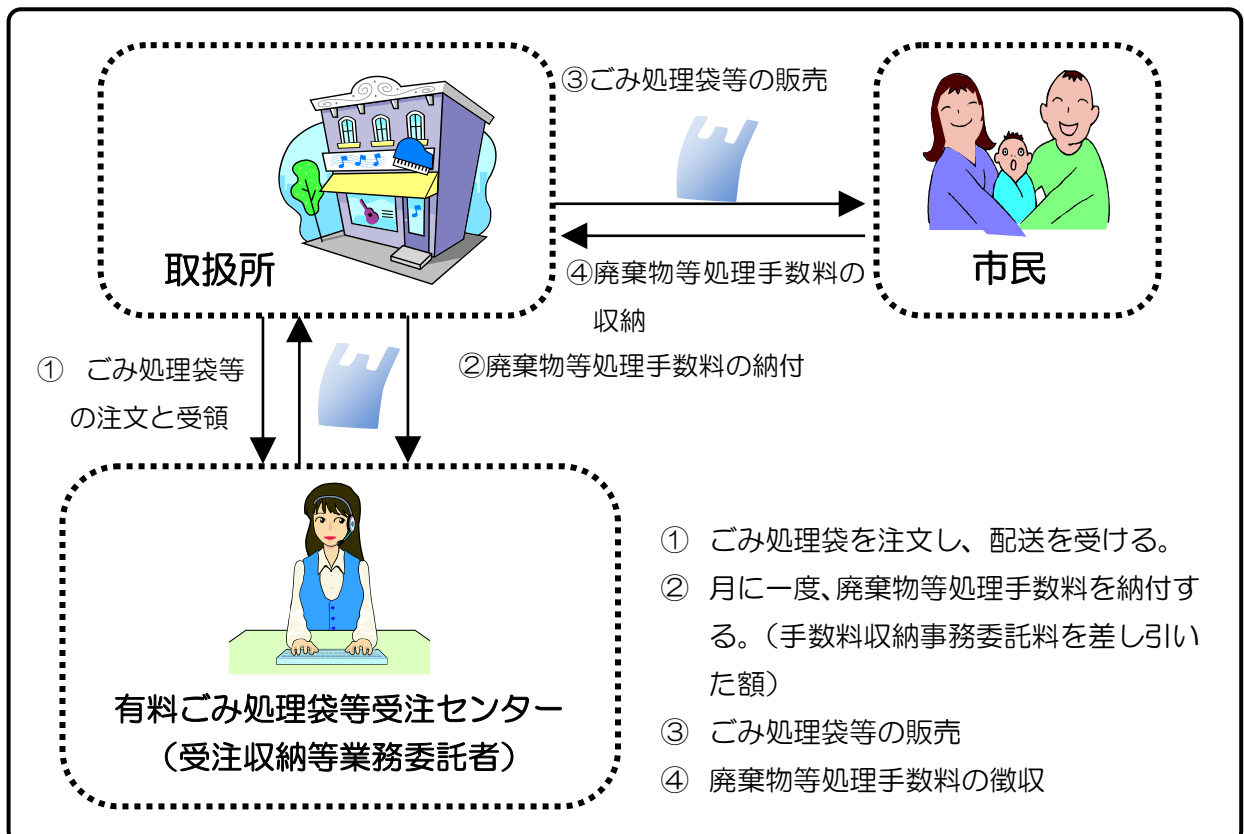 ③ごみ処理袋等の販売
取扱所
市民
④廃棄物等処理手数料の
収納
① ごみ処理袋等
の注文と受領
②廃棄物等処理手数料の納付
有料ごみ処理袋等受注センター
（受注収納等業務委託者）
① ごみ処理袋を注文し、配送を受ける。
② 月に一度、廃棄物等処理手数料を納付す
る。（手数料収納事務委託料を差し引い
た額）
③ ごみ処理袋等の販売
④ 廃棄物等処理手数料の徴収